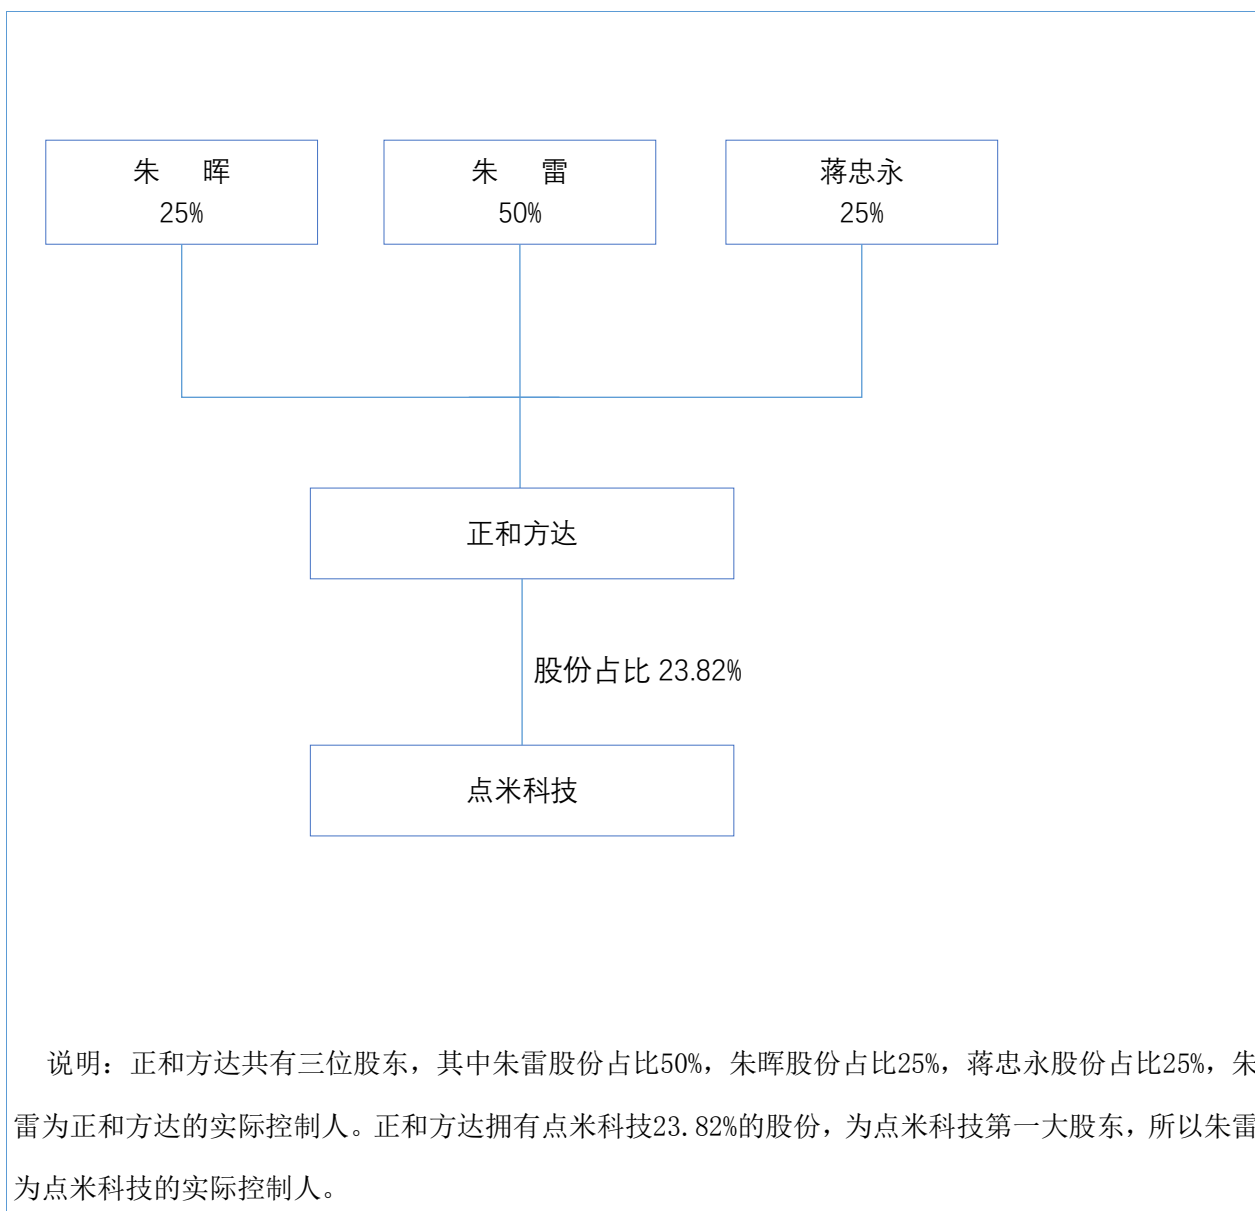 朱 晖 朱 雷 蒋忠永
25% 50% 25%
正和方达
股份占比 23.82%
点米科技
说明：正和方达共有三位股东，其中朱雷股份占比50%，朱晖股份占比25%，蒋忠永股份占比25%，朱
雷为正和方达的实际控制人。正和方达拥有点米科技23.82%的股份，为点米科技第一大股东，所以朱雷
为点米科技的实际控制人。